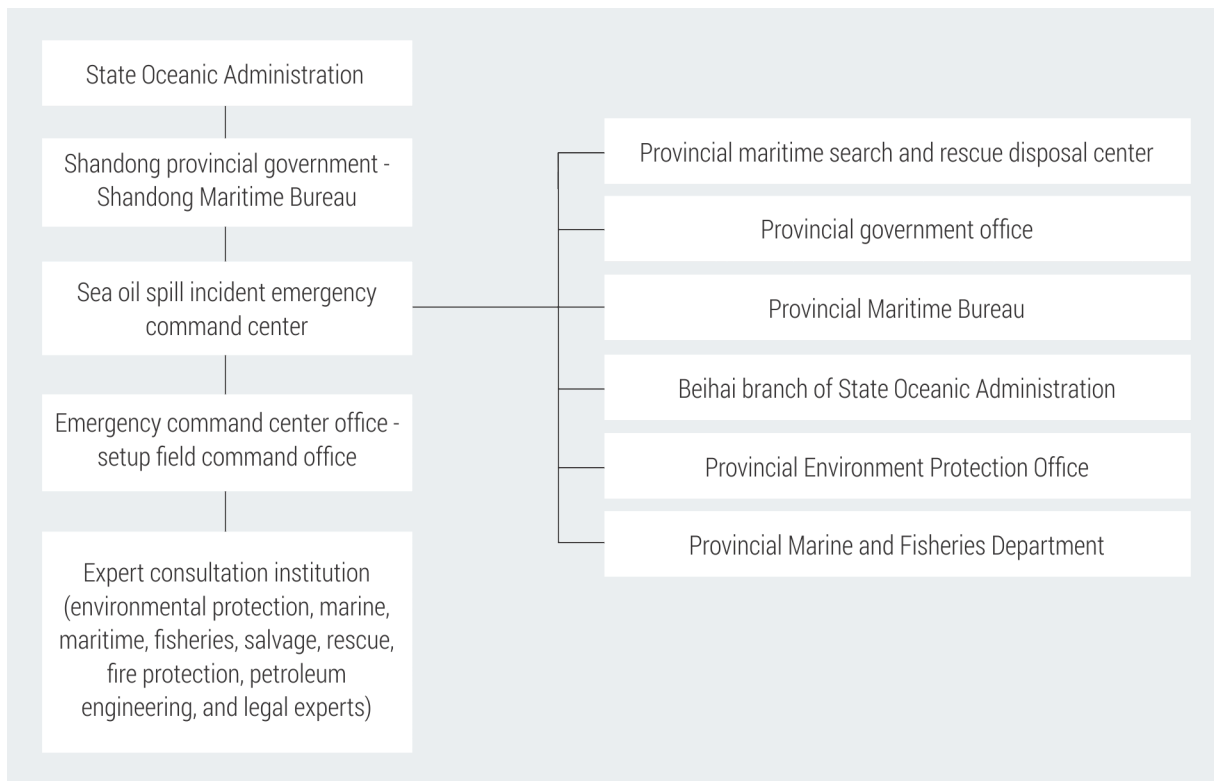 State Oceanic Administration
Shandong provincial government -
Shandong Maritime Bureau
Sea oil spill incident emergency
command center
Emergency command center office -
setup field command office
Expert consultation institution
(environmental protection, marine,
maritime, fisheries, salvage, rescue,
fire protection, petroleum
engineering, and legal experts)
Provincial maritime search and rescue disposal center
Provincial government office
Provincial Maritime Bureau
Beihai branch of State Oceanic Administration
Provincial Environment Protection Office
Provincial Marine and Fisheries Department